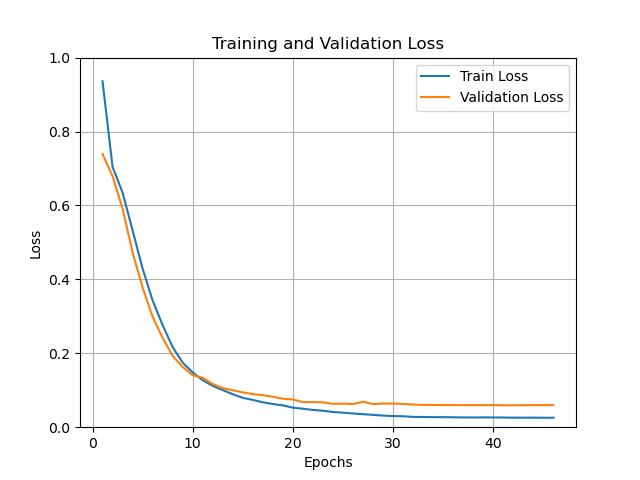 Training and Validation Loss
Train Loss
Validation Loss
Loss
1.0
0.8
0.6
0.4
0.2
0.0
0 10 20 30 40
Epochs